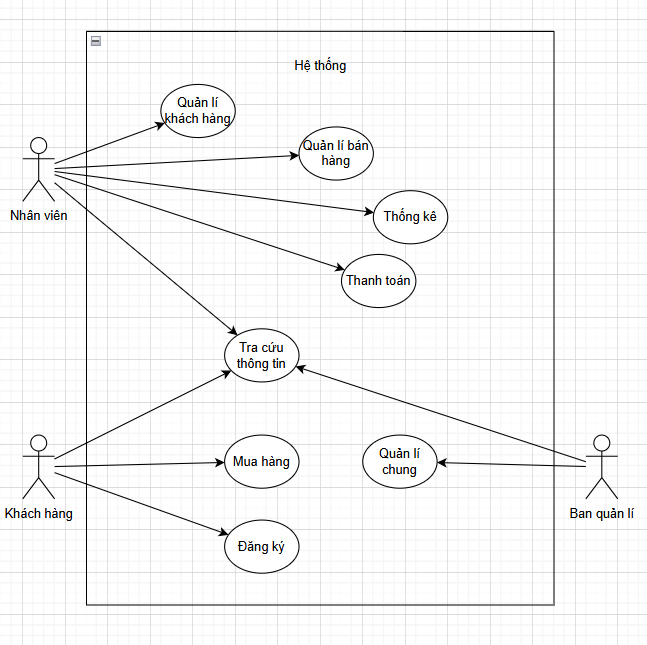 Hệ thống
Quản lí
khách hàng
Quản lí bán
hàng
Nhân viên
Thống kê
Thanh toán
Tra cứu
thông tin
Mua hàng
Quản lí
chung
Khách hàng
Ban quản lí
Đăng ký